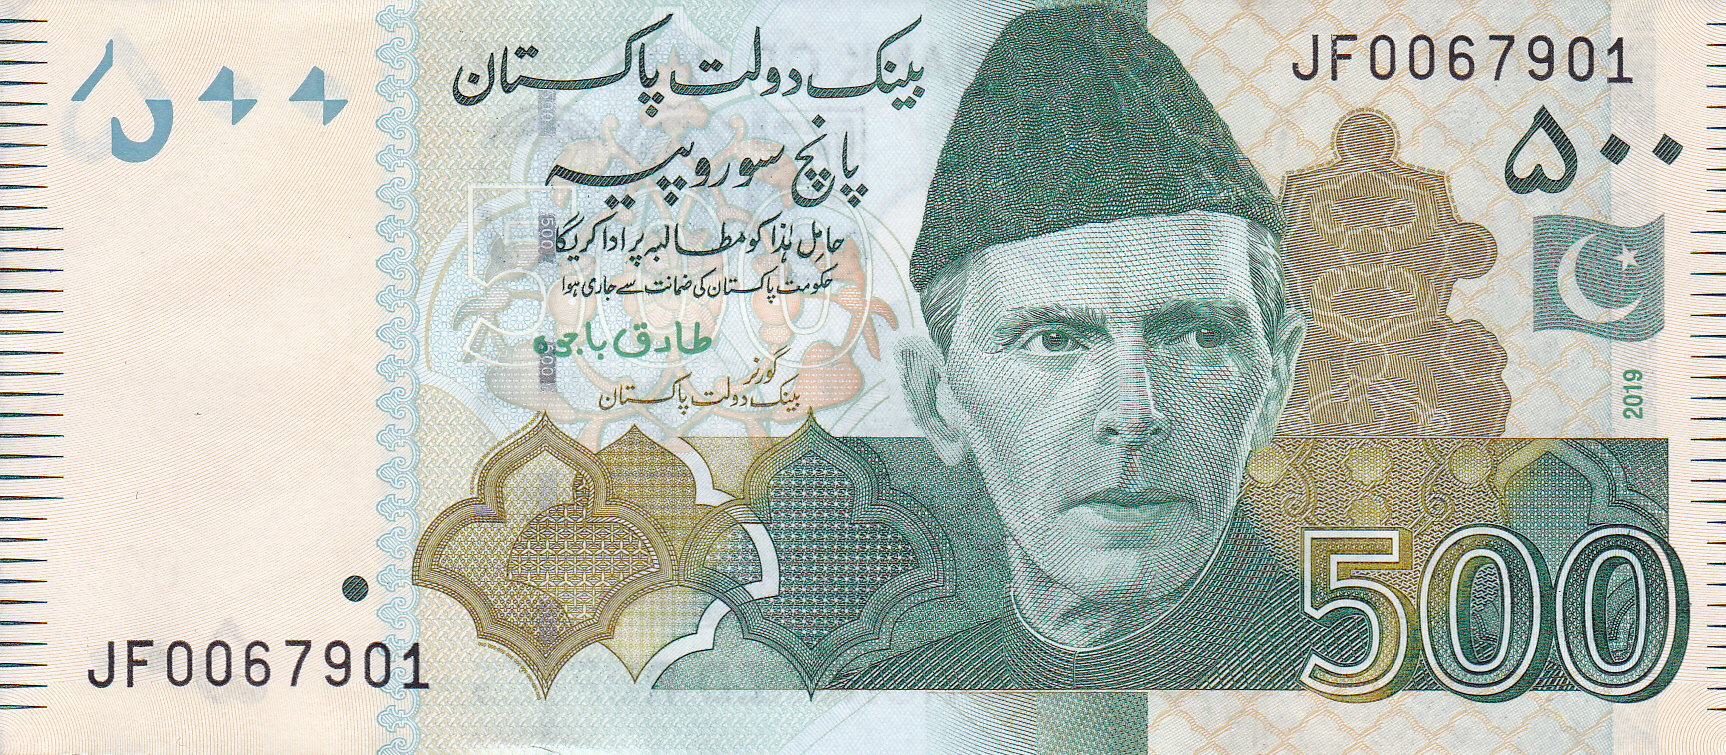 ۵۰۰
بینک دولت پاکستان
JF0067901
پانچ سو روپیہ
۵۰۰
حاملِ ہٰذا کو مطالبہ پر ادا کریگا
حکومت پاکستان کی ضمانت سے جاری ہوا
500
طارق باجوہ
گورنر
بینک دولت پاکستان
2019
500
JF0067901